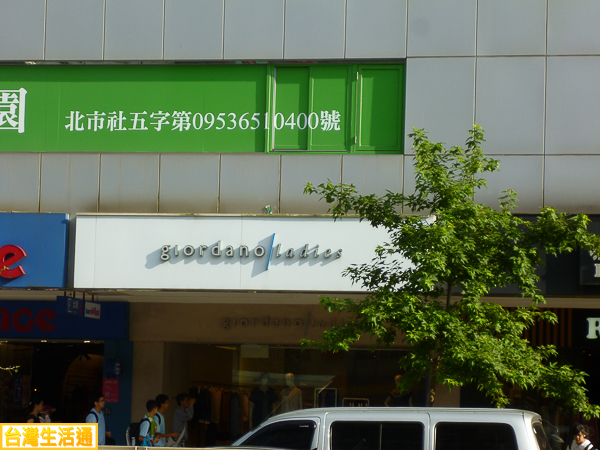 園
北市社五字第09536510400號
giordano/ladies
giordano
台灣生活通